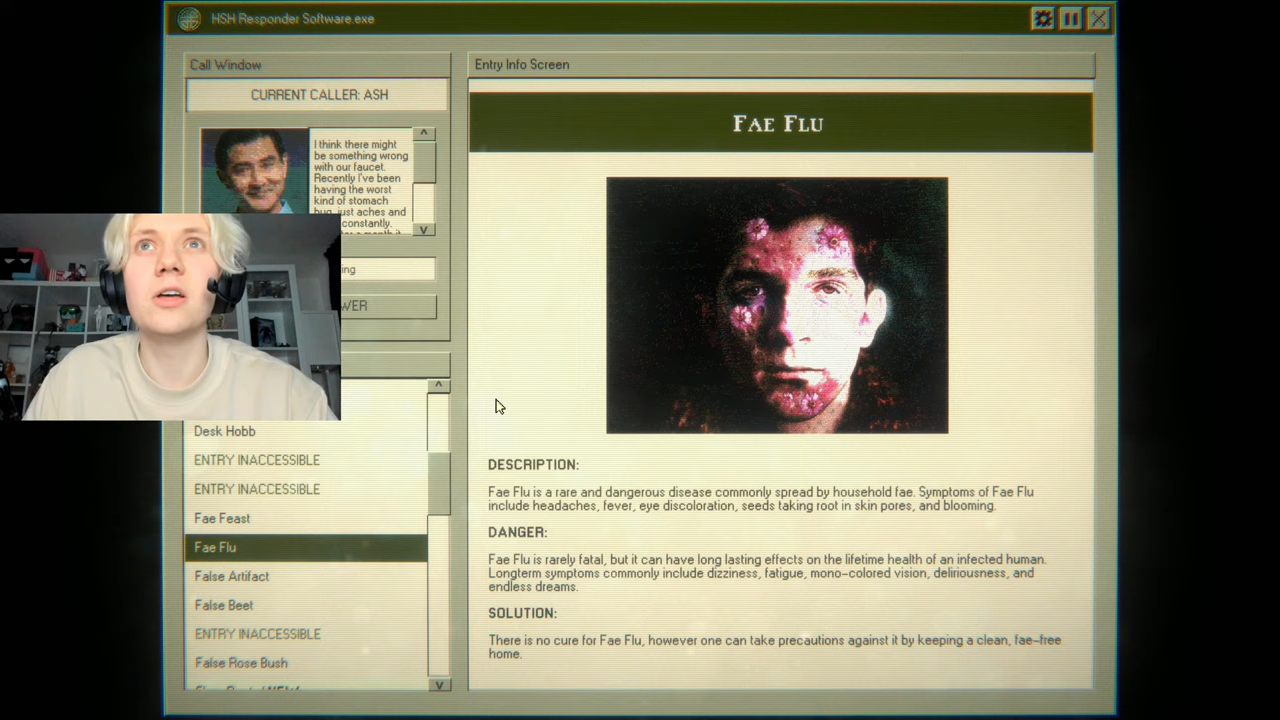 HSH Responder Software.exe
Call Window
CURRENT CALLER: ASH
I think there might
be something wrong
with our faucet.
Recently I've been
having the worst
kind of stomach
bug, just aches and
constantly.
Entry Info Screen
FAE FLU
DESCRIPTION:
Fae Flu is a rare and dangerous disease commonly spread by household fae. Symptoms of Fae Flu
include headaches, fever, eye discoloration, seeds taking root in skin pores, and blooming.
DANGER:
Fae Flu is rarely fatal, but it can have long lasting effects on the lifetime health of an infected human.
Longterm symptoms commonly include dizziness, fatigue, mono-colored vision, deliriousness, and
endless dreams.
SOLUTION:
There is no cure for Fae Flu, however one can take precautions against it by keeping a clean, fae-free
home.
Desk Hobb
ENTRY INACCESSIBLE
ENTRY INACCESSIBLE
Fae Feast
Fae Flu
False Artifact
False Beet
ENTRY INACCESSIBLE
False Rose Bush